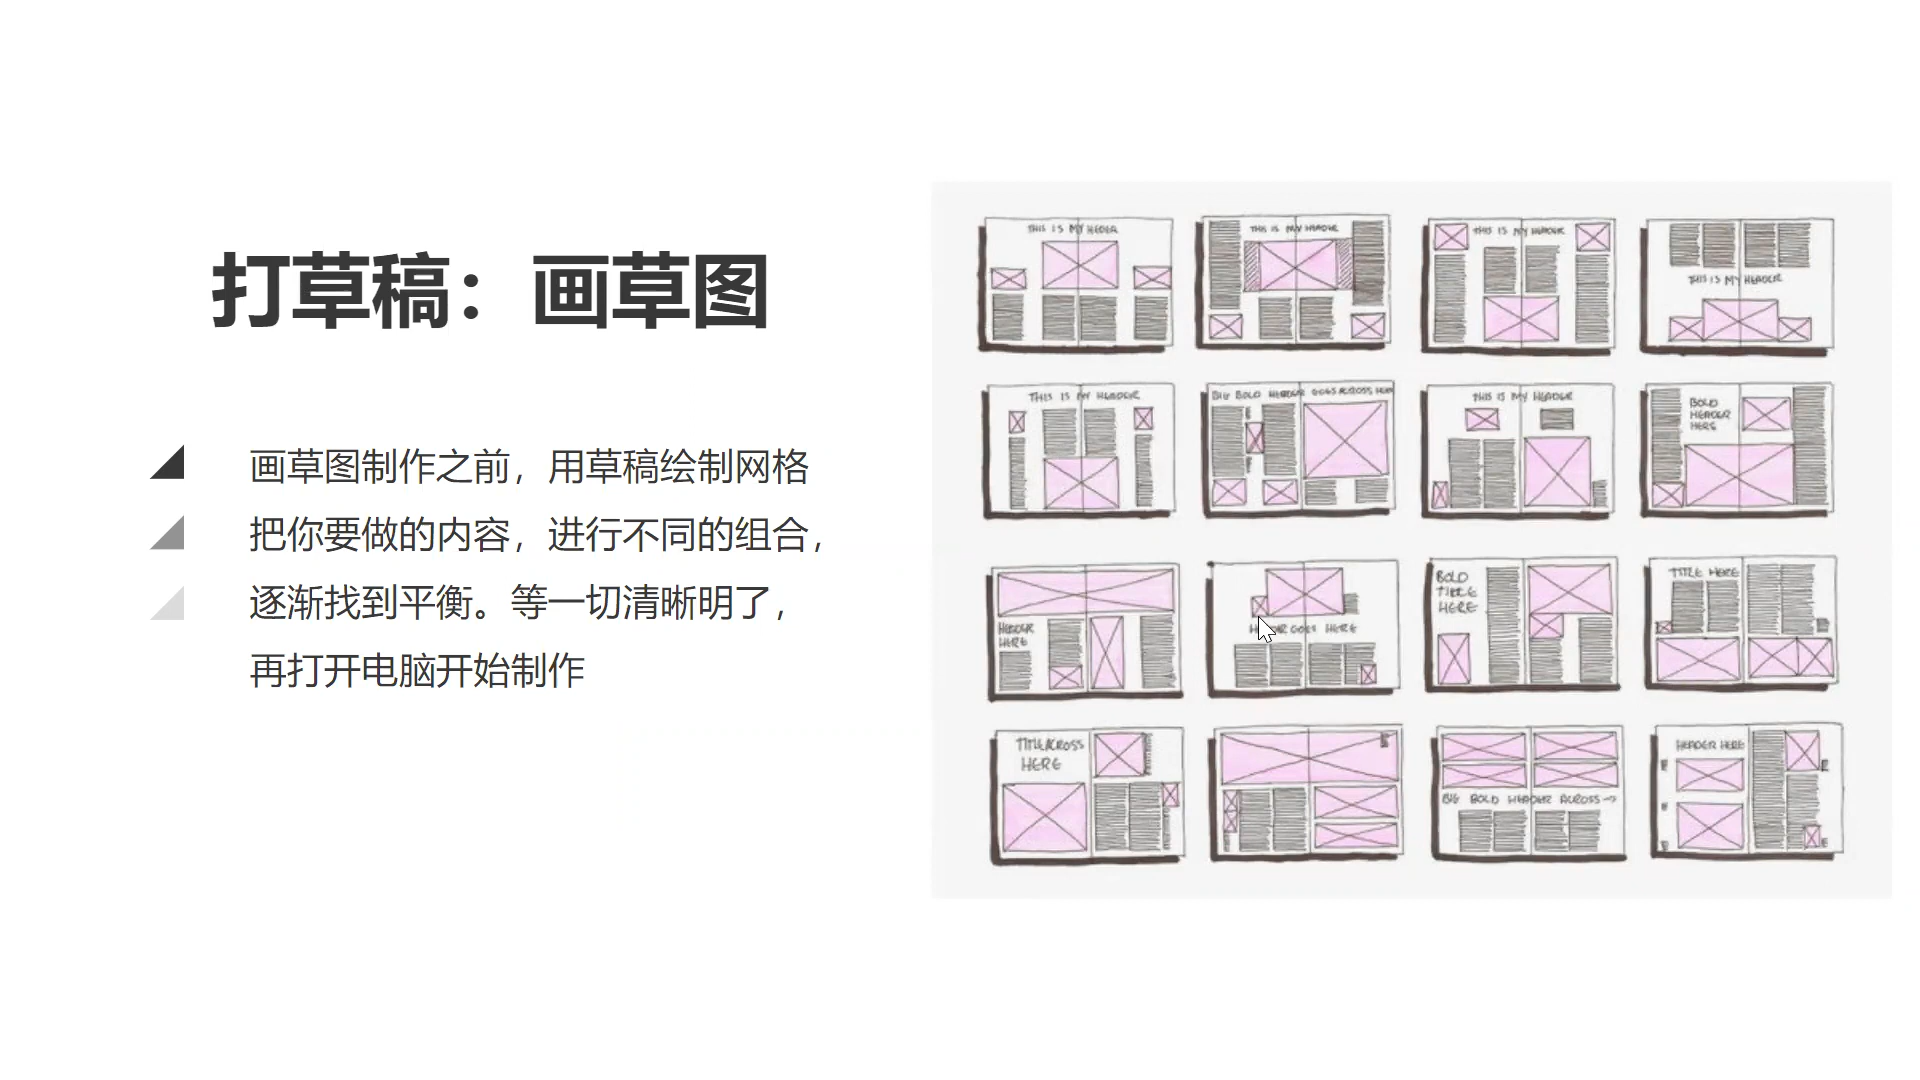 打草稿：画草图
画草图制作之前，用草稿绘制网格
把你要做的内容，进行不同的组合，
逐渐找到平衡。等一切清晰明了，
再打开电脑开始制作
THIS IS MY HEDER
THIS IS MY HEADER
THIS IS MY HEADER
THIS IS MY HEADER
THIS IS MY HEADER
BIG BOLD HEADER GOES ACROSS HERE
THIS IS MY HEADER
BOLD
HEADER
HERE
HEADER
HERE
HEADER GOES HERE
BOLD
TITLE
HERE
TITLE HERE
TITLE ACROSS
HERE
BIG BOLD HEADER ACROSS
HEADER HERE